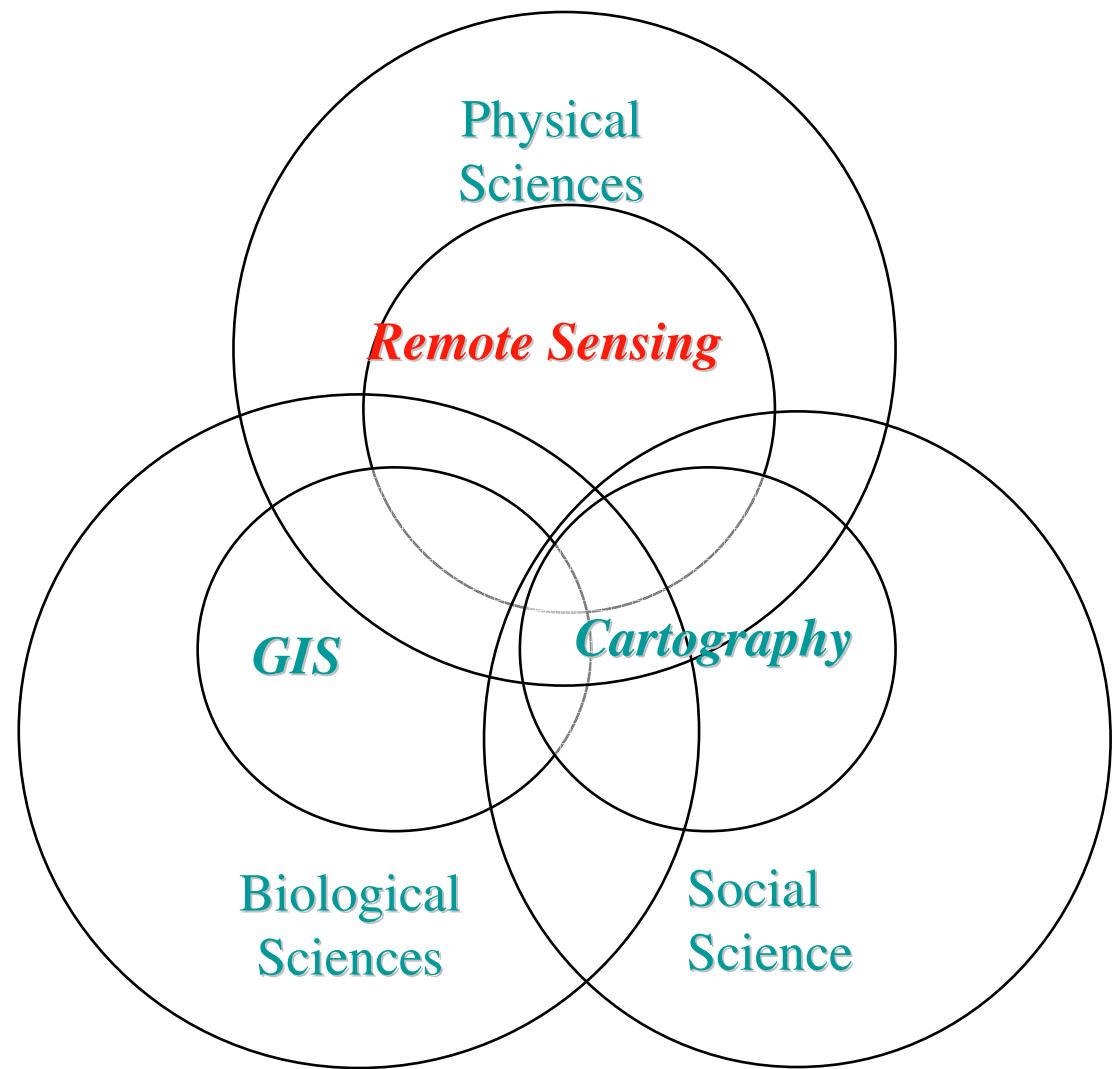 Physical
Sciences
Remote Sensing
GIS
Cartography
Biological
Sciences
Social
Science